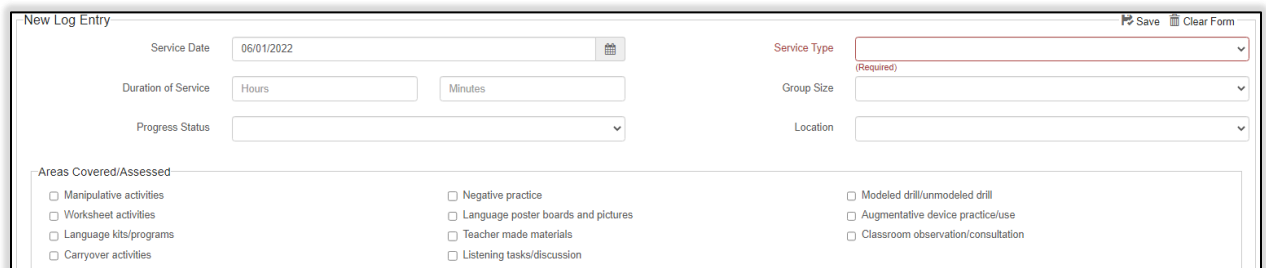 New Log Entry Save Clear Form
Service Date 06/01/2022 Service Type
(Required)
Duration of Service Hours Minutes Group Size
Progress Status Location
Areas Covered/Assessed
Manipulative activities Negative practice Modeled drill/unmodeled drill
Worksheet activities Language poster boards and pictures Augmentative device practice/use
Language kits/programs Teacher made materials Classroom observation/consultation
Carryover activities Listening tasks/discussion